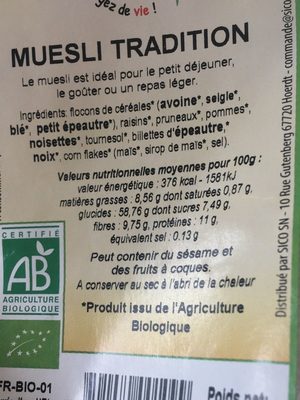 gez de vie !
MUESLI TRADITION
Le muesli est idéal pour le petit déjeuner,
le goûter ou un repas léger.
Ingrédients: flocons de céréales* (avoine*, seigle*,
blé*, petit épeautre*), raisins*, pruneaux*, pommes*,
noisettes*, tournesol*, billettes d'épeautre,*
noix*, corn flakes* (maïs*, sirop de maïs*, sel).
Valeurs nutritionnelles moyennes pour 100g :
valeur énergétique : 376 kcal - 1581kJ
matières grasses : 8,56 g dont saturées 0,87 g,
glucides : 58,76 g dont sucres 7,49 g,
fibres : 9,75 g, protéines : 11 g,
équivalent sel : 0.13 g
Peut contenir du sésame et
des fruits à coques.
A conserver au sec à l'abri de la chaleur
*Produit issu de l'Agriculture
Biologique
CERTIFIÉ
AB
AGRICULTURE
BIOLOGIQUE
FR-BIO-01
Poids net
Distribué par SICO SN - 10 Rue Gutenberg 67720 Hoerdt - commande@sico